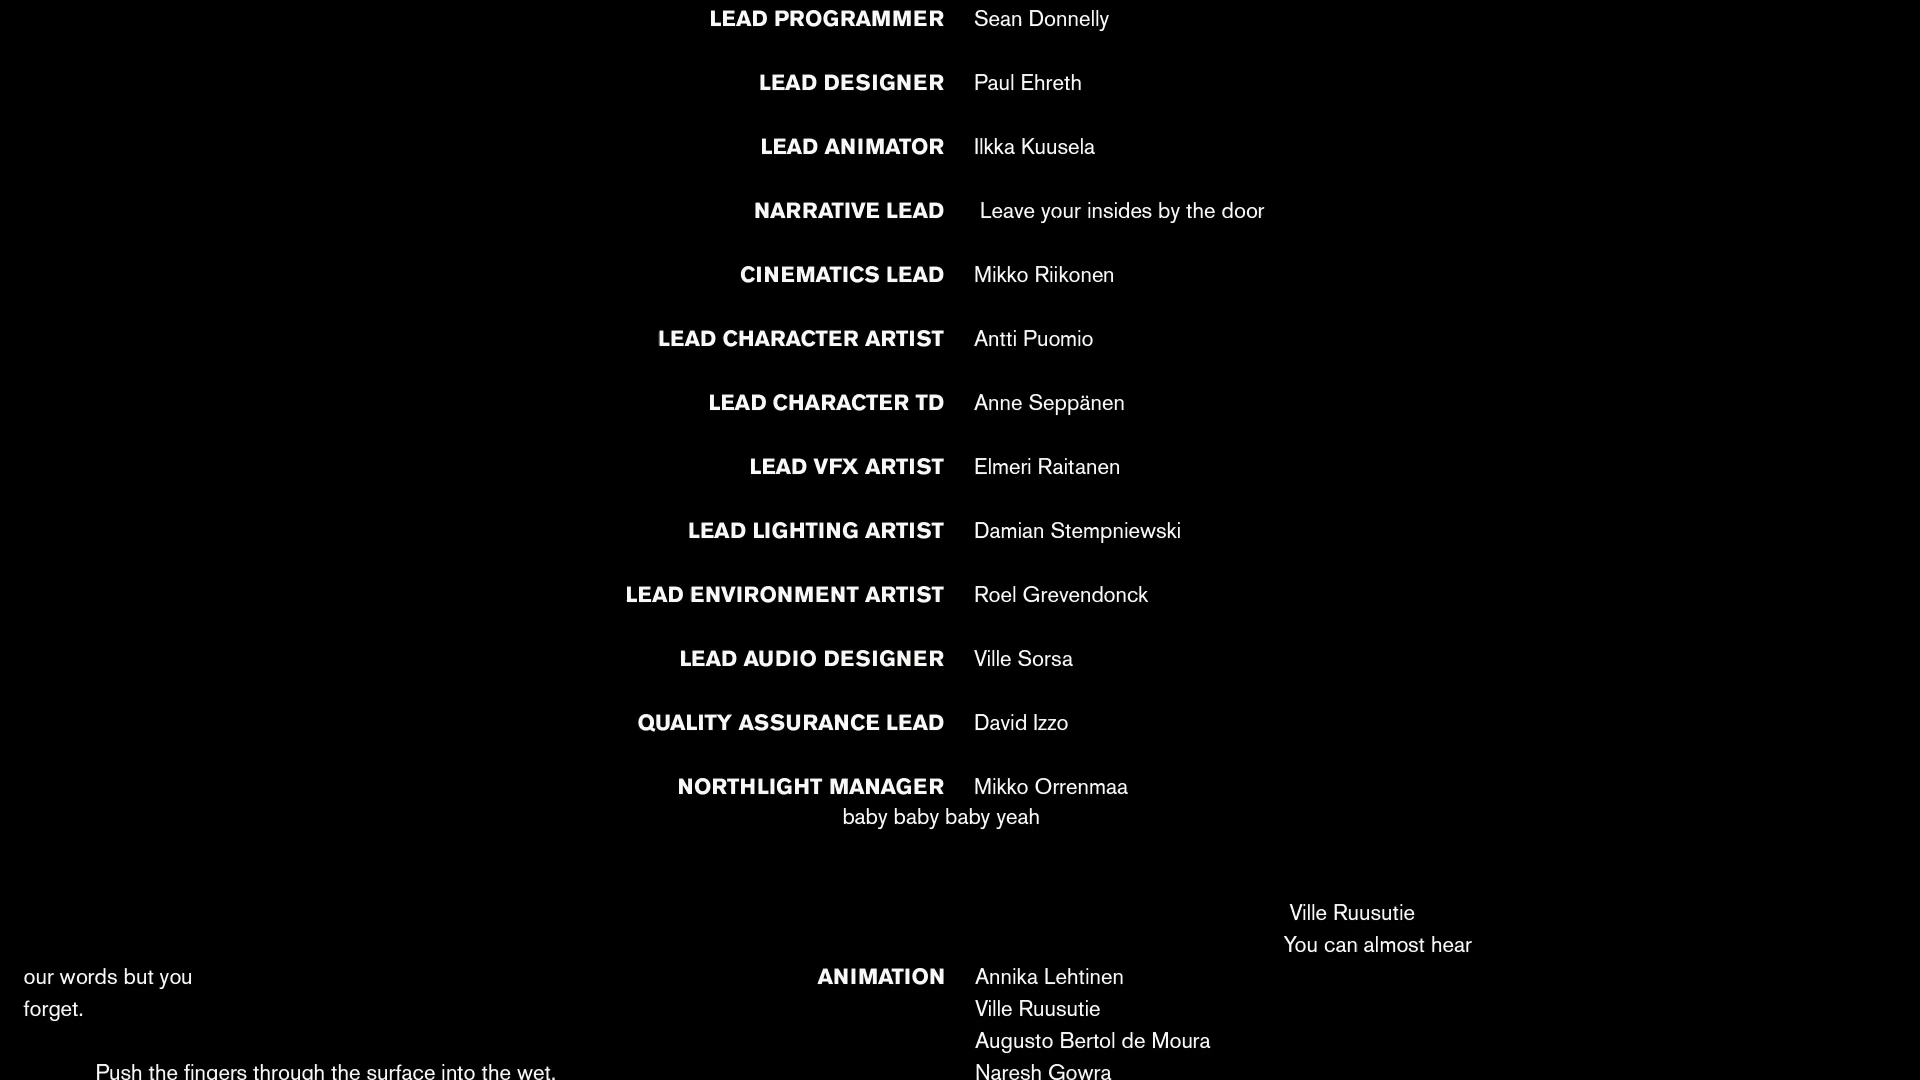 LEAD PROGRAMMER Sean Donnelly
LEAD DESIGNER Paul Ehreth
LEAD ANIMATOR Ilkka Kuusela
NARRATIVE LEAD Leave your insides by the door
CINEMATICS LEAD Mikko Riikonen
LEAD CHARACTER ARTIST Antti Puomio
LEAD CHARACTER TD Anne Seppänen
LEAD VFX ARTIST Elmeri Raitanen
LEAD LIGHTING ARTIST Damian Stempniewski
LEAD ENVIRONMENT ARTIST Roel Grevendonck
LEAD AUDIO DESIGNER Ville Sorsa
QUALITY ASSURANCE LEAD David Izzo
NORTHLIGHT MANAGER Mikko Orrenmaa
baby baby baby yeah
Ville Ruusutie
You can almost hear
our words but you
forget.
ANIMATION Annika Lehtinen
Ville Ruusutie
Augusto Bertol de Moura
Push the fingers through the surface into the wet.
Naresh Gowra